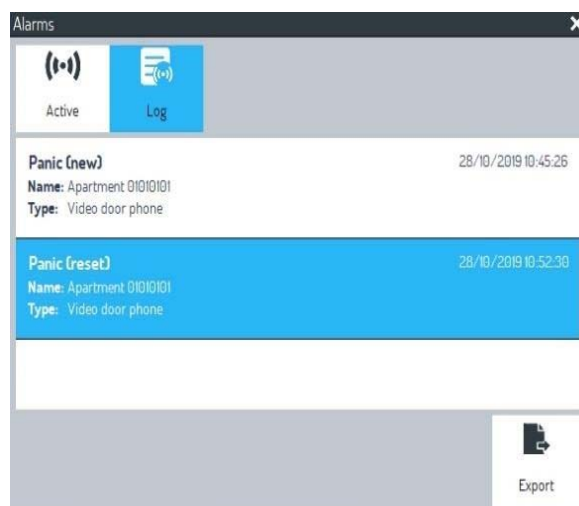 Alarms
Active
Log
Panic (new)
28/10/2019 10:45:26
Name: Apartment 01010101
Type: Video door phone
Panic (reset)
28/10/2019 10:52:30
Name: Apartment 01010101
Type: Video door phone
Export